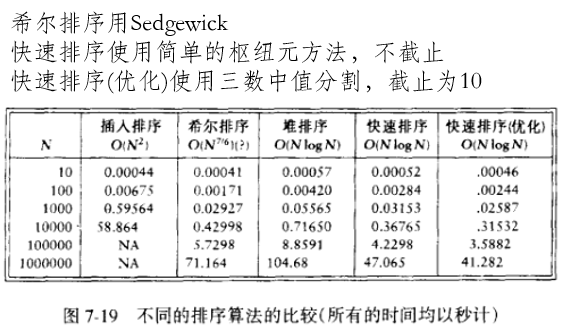 希尔排序用Sedgewick
快速排序使用简单的枢纽元方法，不截止
快速排序(优化)使用三数中值分割，截止为10
插入排序 希尔排序 堆排序 快速排序 快速排序(优化)
N O(N²) O(N^7/6)(?) O(N log N) O(N log N) O(N log N)
10 0.00044 0.00041 0.00057 0.00052 .00046
100 0.00675 0.00171 0.00420 0.00284 .00244
1000 0.59564 0.02927 0.05565 0.03153 .02587
10000 58.864 0.42998 0.71650 0.36765 .31532
100000 NA 5.7298 8.8591 4.2298 3.5882
1000000 NA 71.164 104.68 47.065 41.282
图 7-19 不同的排序算法的比较(所有的时间均以秒计)